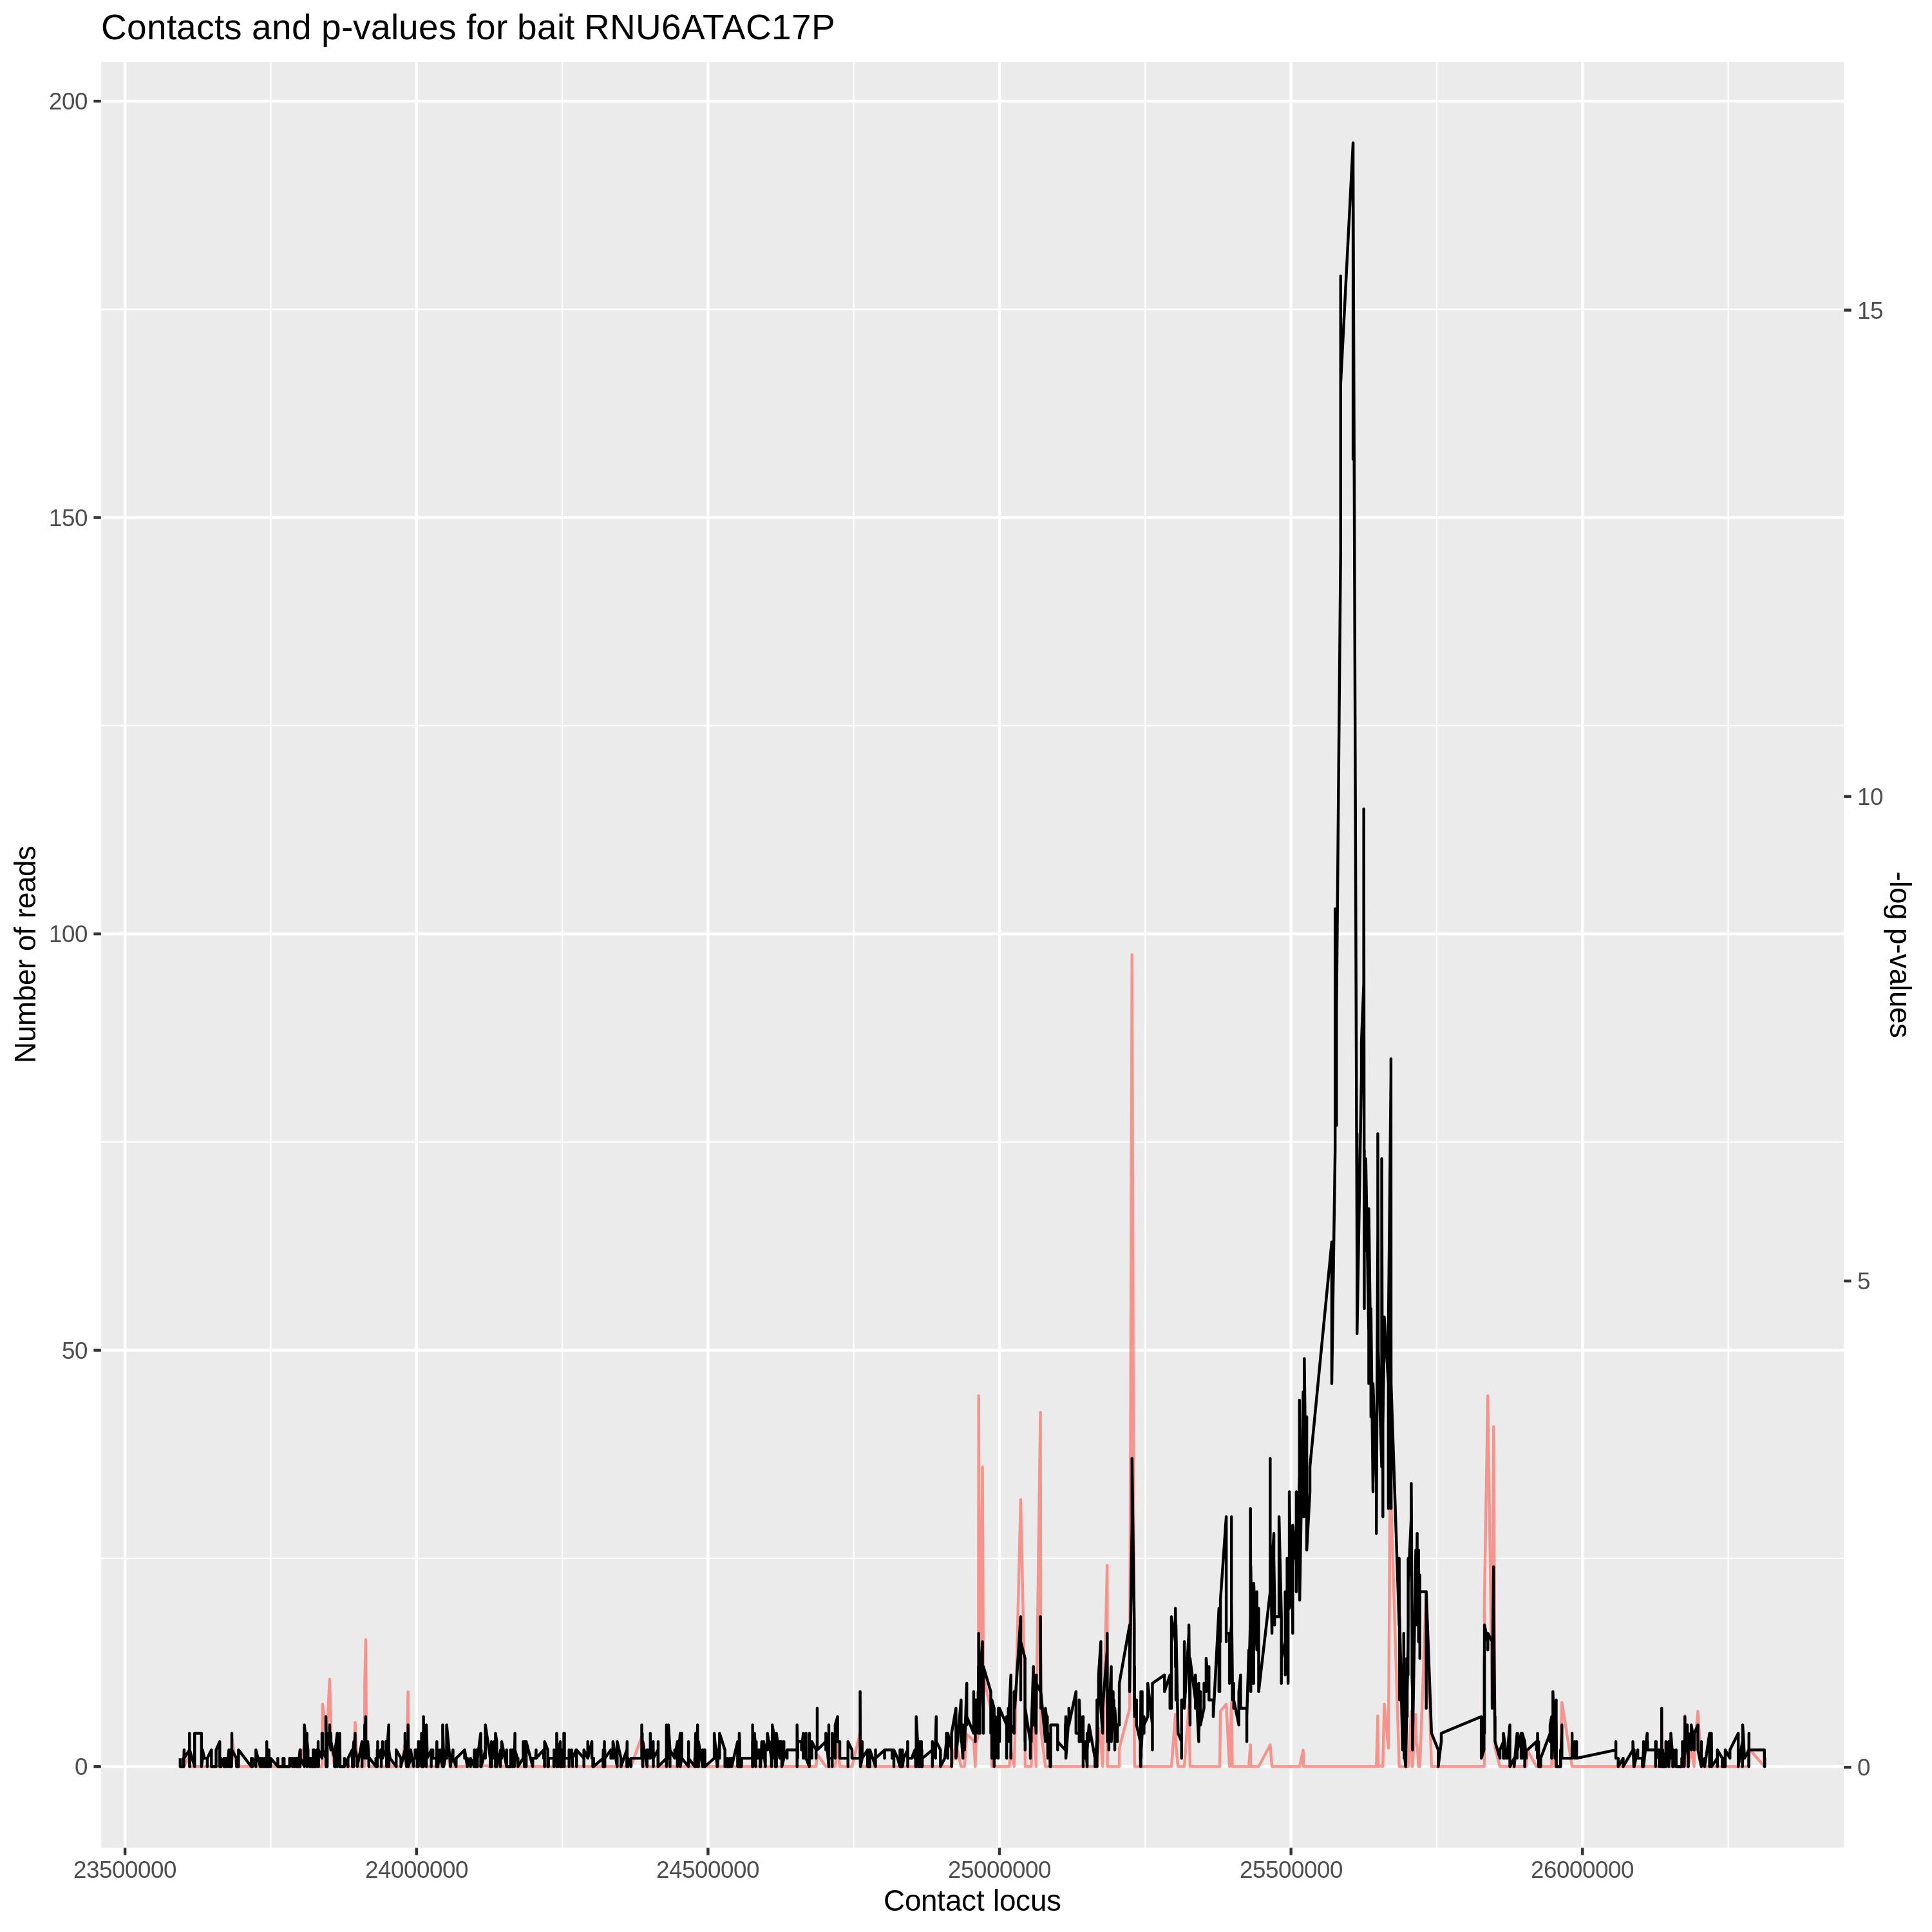 Contacts and p-values for bait RNU6ATAC17P
200
150
100
50
0
Number of reads
15
10
5
0
-log p-values
23500000 24000000 24500000 25000000 25500000 26000000
Contact locus